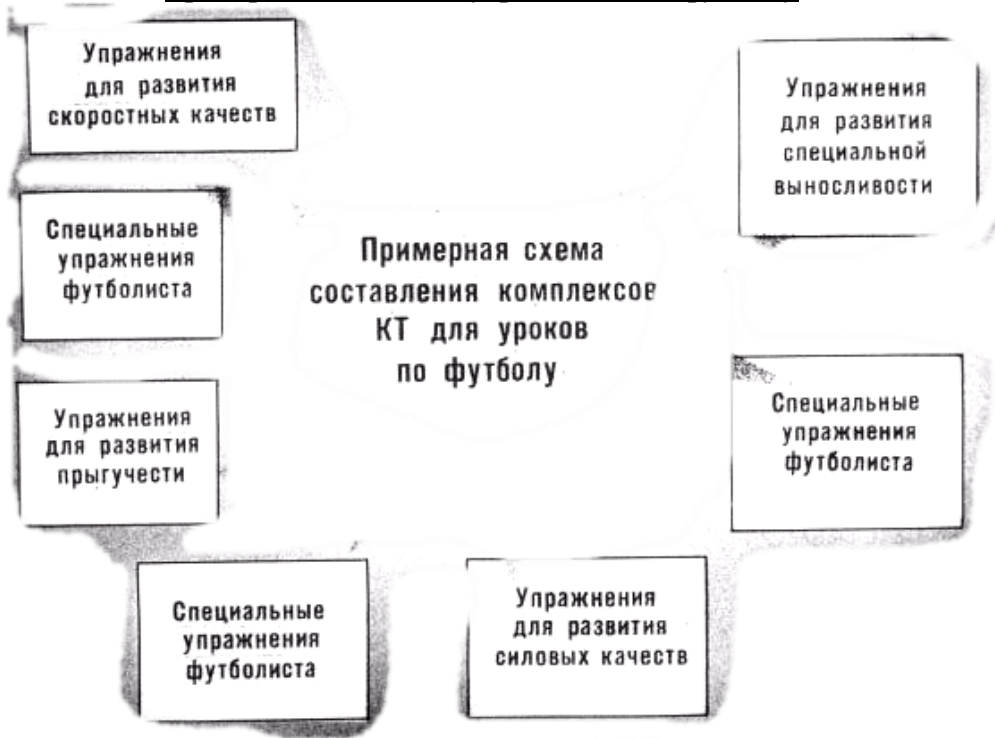 Упражнения
для развития
скоростных качеств
Специальные
упражнения
футболиста
Упражнения
для развития
прыгучести
Специальные
упражнения
футболиста
Упражнения
для развития
силовых качеств
Специальные
упражнения
футболиста
Упражнения
для развития
специальной
выносливости
Примерная схема
составления комплексов
КТ для уроков
по футболу